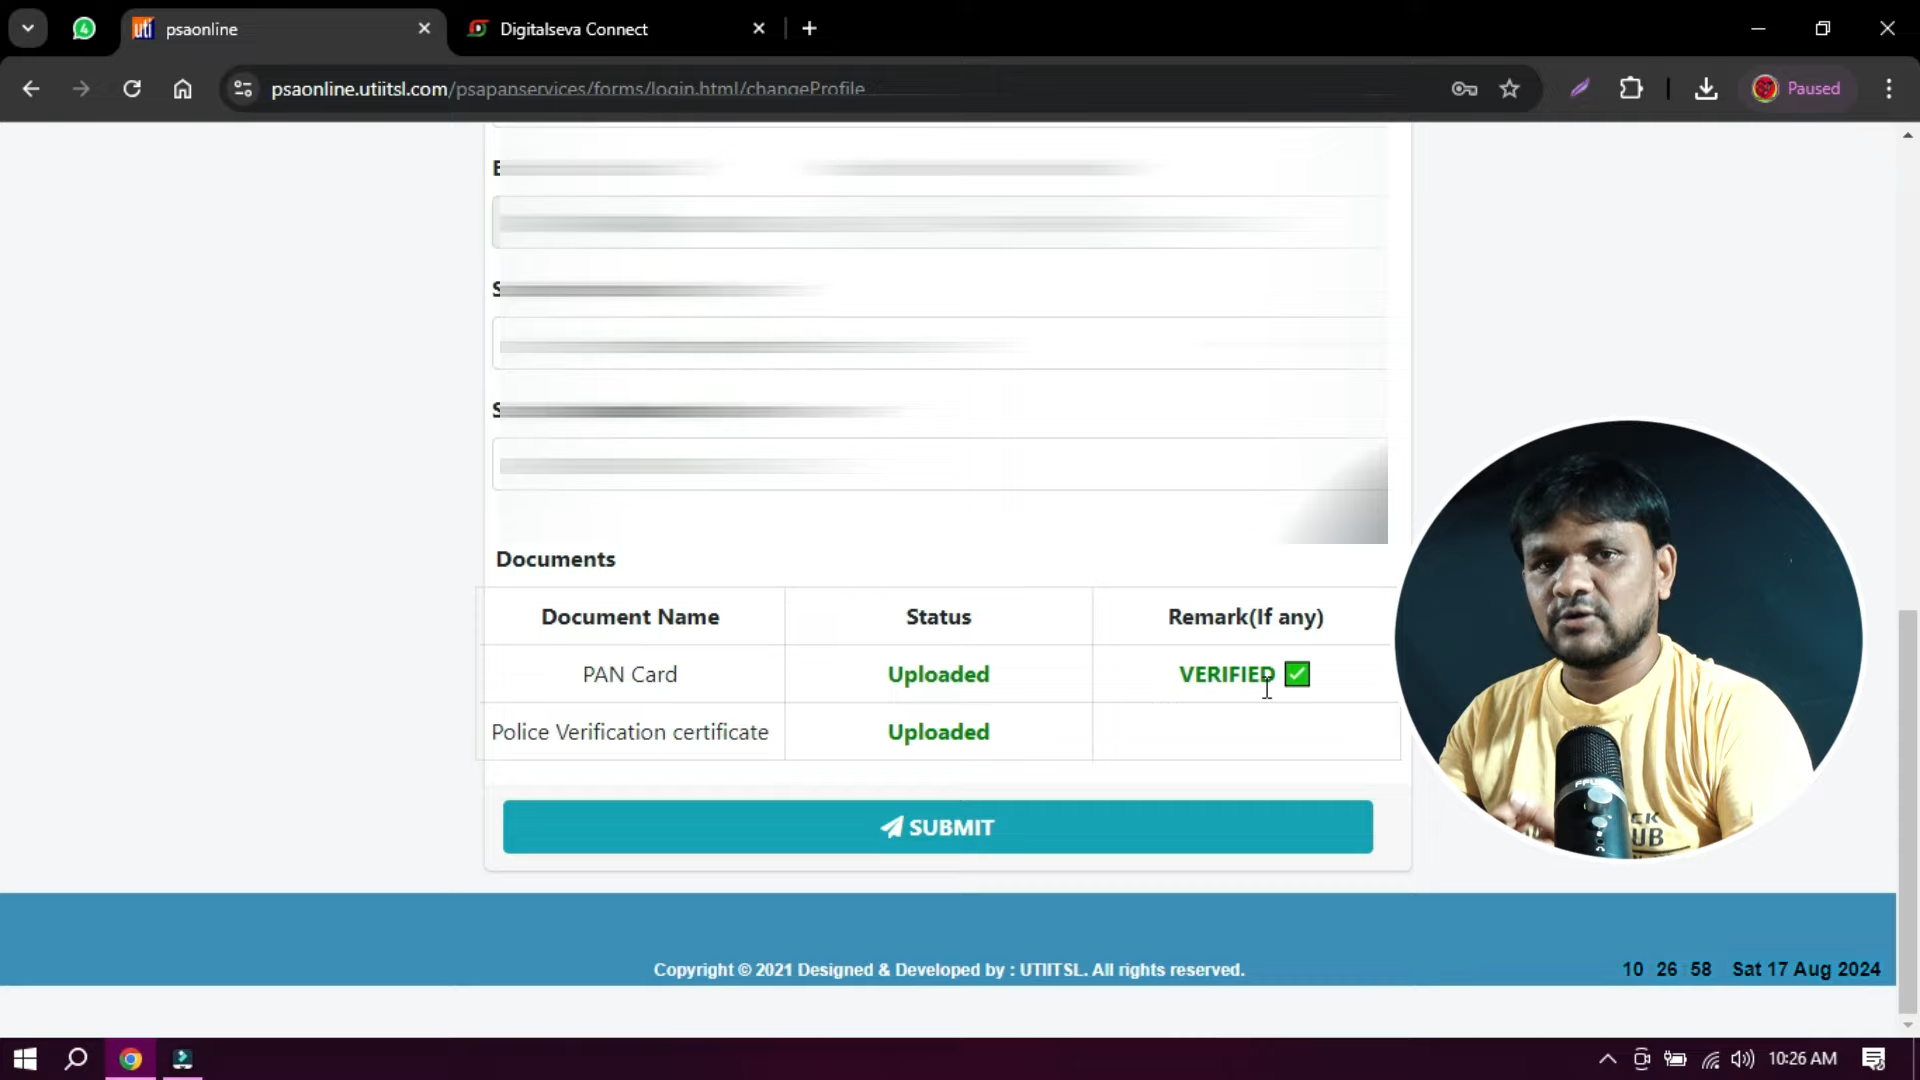 uti psaonline
Digitalseva Connect
psaonline.utiitsl.com/psapanservices/forms/login.html/changeProfile
Paused
Documents
Document Name Status Remark(If any)
PAN Card Uploaded VERIFIED
Police Verification certificate Uploaded
SUBMIT
Copyright © 2021 Designed & Developed by : UTIITSL. All rights reserved.
10 26 58 Sat 17 Aug 2024
10:26 AM